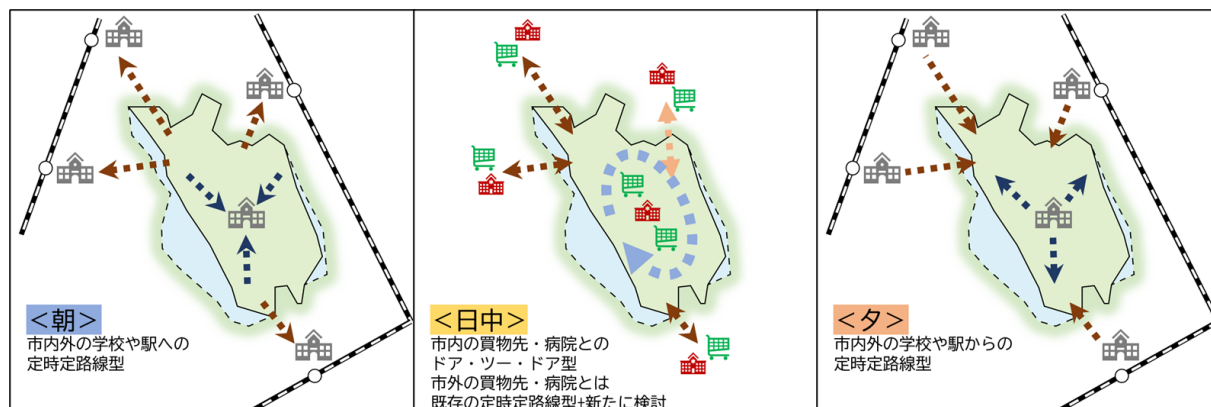 ＜朝＞
市内外の学校や駅への
定時定路線型
＜日中＞
市内の買物先・病院との
ドア・ツー・ドア型
市外の買物先・病院とは
既存の定時定路線型+新たに検討
＜夕＞
市内外の学校や駅からの
定時定路線型